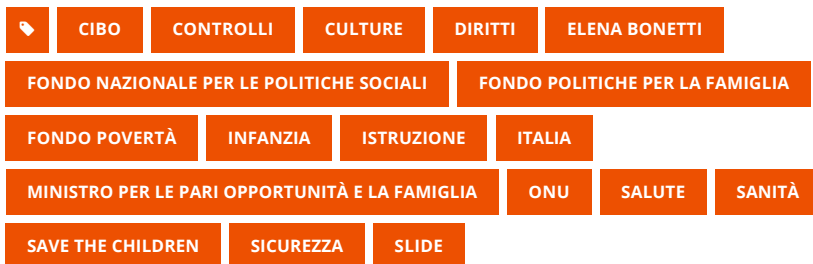 CIBO CONTROLLI CULTURE DIRITTI ELENA BONETTI
FONDO NAZIONALE PER LE POLITICHE SOCIALI FONDO POLITICHE PER LA FAMIGLIA
FONDO POVERTÀ INFANZIA ISTRUZIONE ITALIA
MINISTRO PER LE PARI OPPORTUNITÀ E LA FAMIGLIA ONU SALUTE SANITÀ
SAVE THE CHILDREN SICUREZZA SLIDE